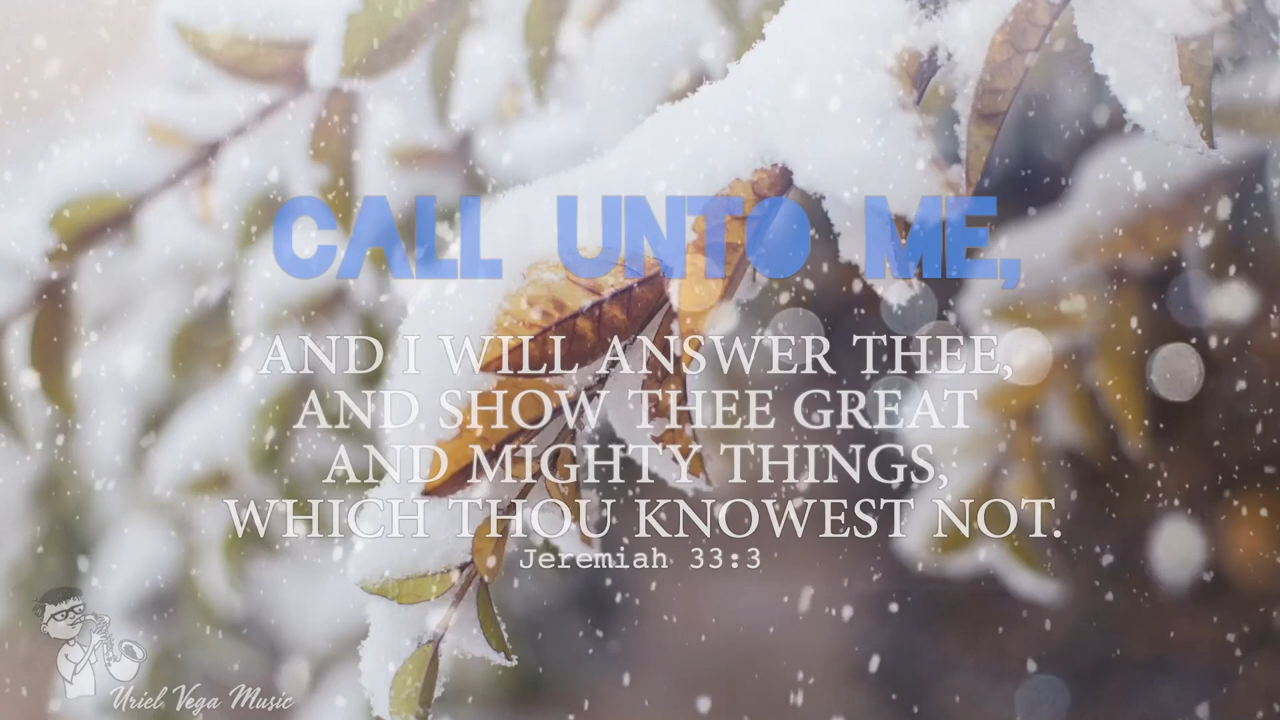 CALL UNTO ME,
AND I WILL ANSWER THEE,
AND SHOW THEE GREAT
AND MIGHTY THINGS,
WHICH THOU KNOWEST NOT.
Jeremiah 33:3
Uriel Vega Music